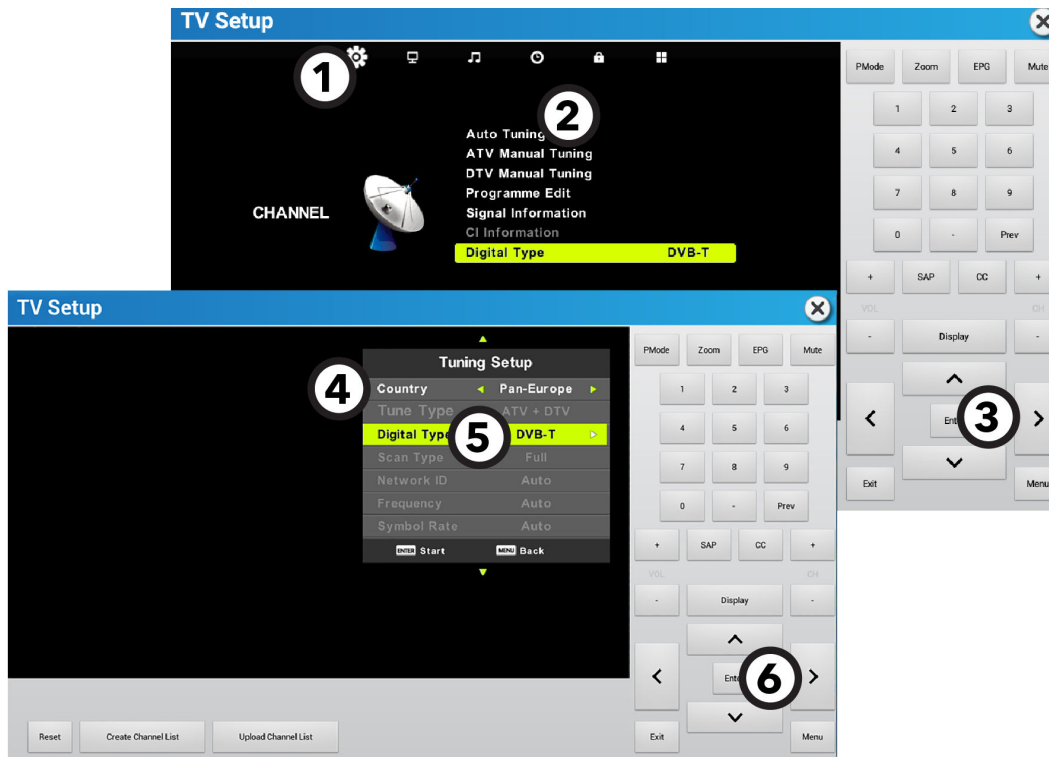 TV Setup
1
2
Auto Tuning
ATV Manual Tuning
DTV Manual Tuning
Programme Edit
Signal Information
CI Information
Digital Type DVB-T
CHANNEL
PMode Zoom EPG Mute
1 2 3
4 5 6
7 8 9
0 - Prev
+ SAP CC +
VOL CH
- Display -
3
Exit Menu
TV Setup
Tuning Setup
4
Country Pan-Europe
Tune Type ATV + DTV
5
Digital Type DVB-T
Scan Type Full
Network ID Auto
Frequency Auto
Symbol Rate Auto
ENTER Start MENU Back
PMode Zoom EPG Mute
1 2 3
4 5 6
7 8 9
0 - Prev
+ SAP CC +
VOL CH
- Display -
6
Exit Menu
Reset Create Channel List Upload Channel List